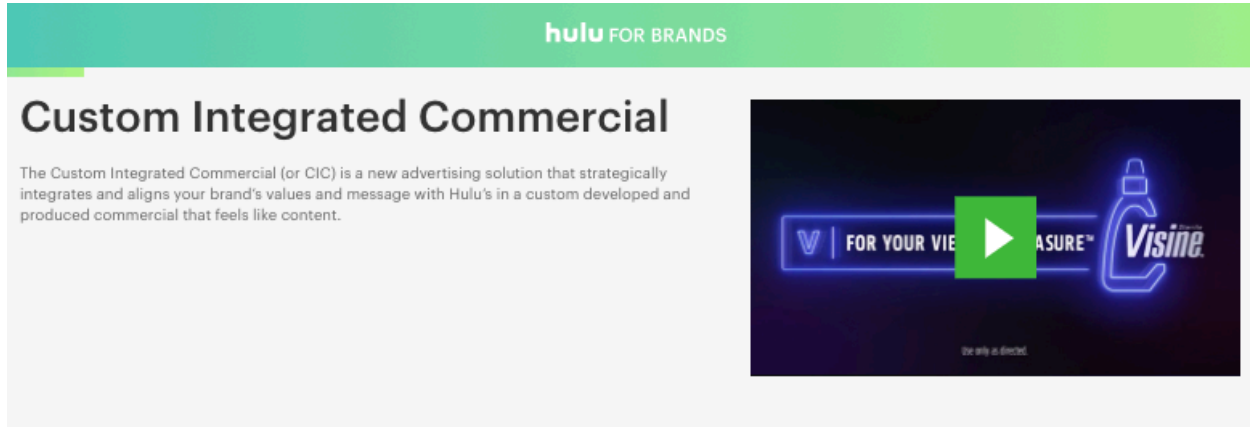 hulu FOR BRANDS
Custom Integrated Commercial
The Custom Integrated Commercial (or CIC) is a new advertising solution that strategically
integrates and aligns your brand's values and message with Hulu's in a custom developed and
produced commercial that feels like content.
V | FOR YOUR VIE ASURE™ Visine.
Use only as directed.